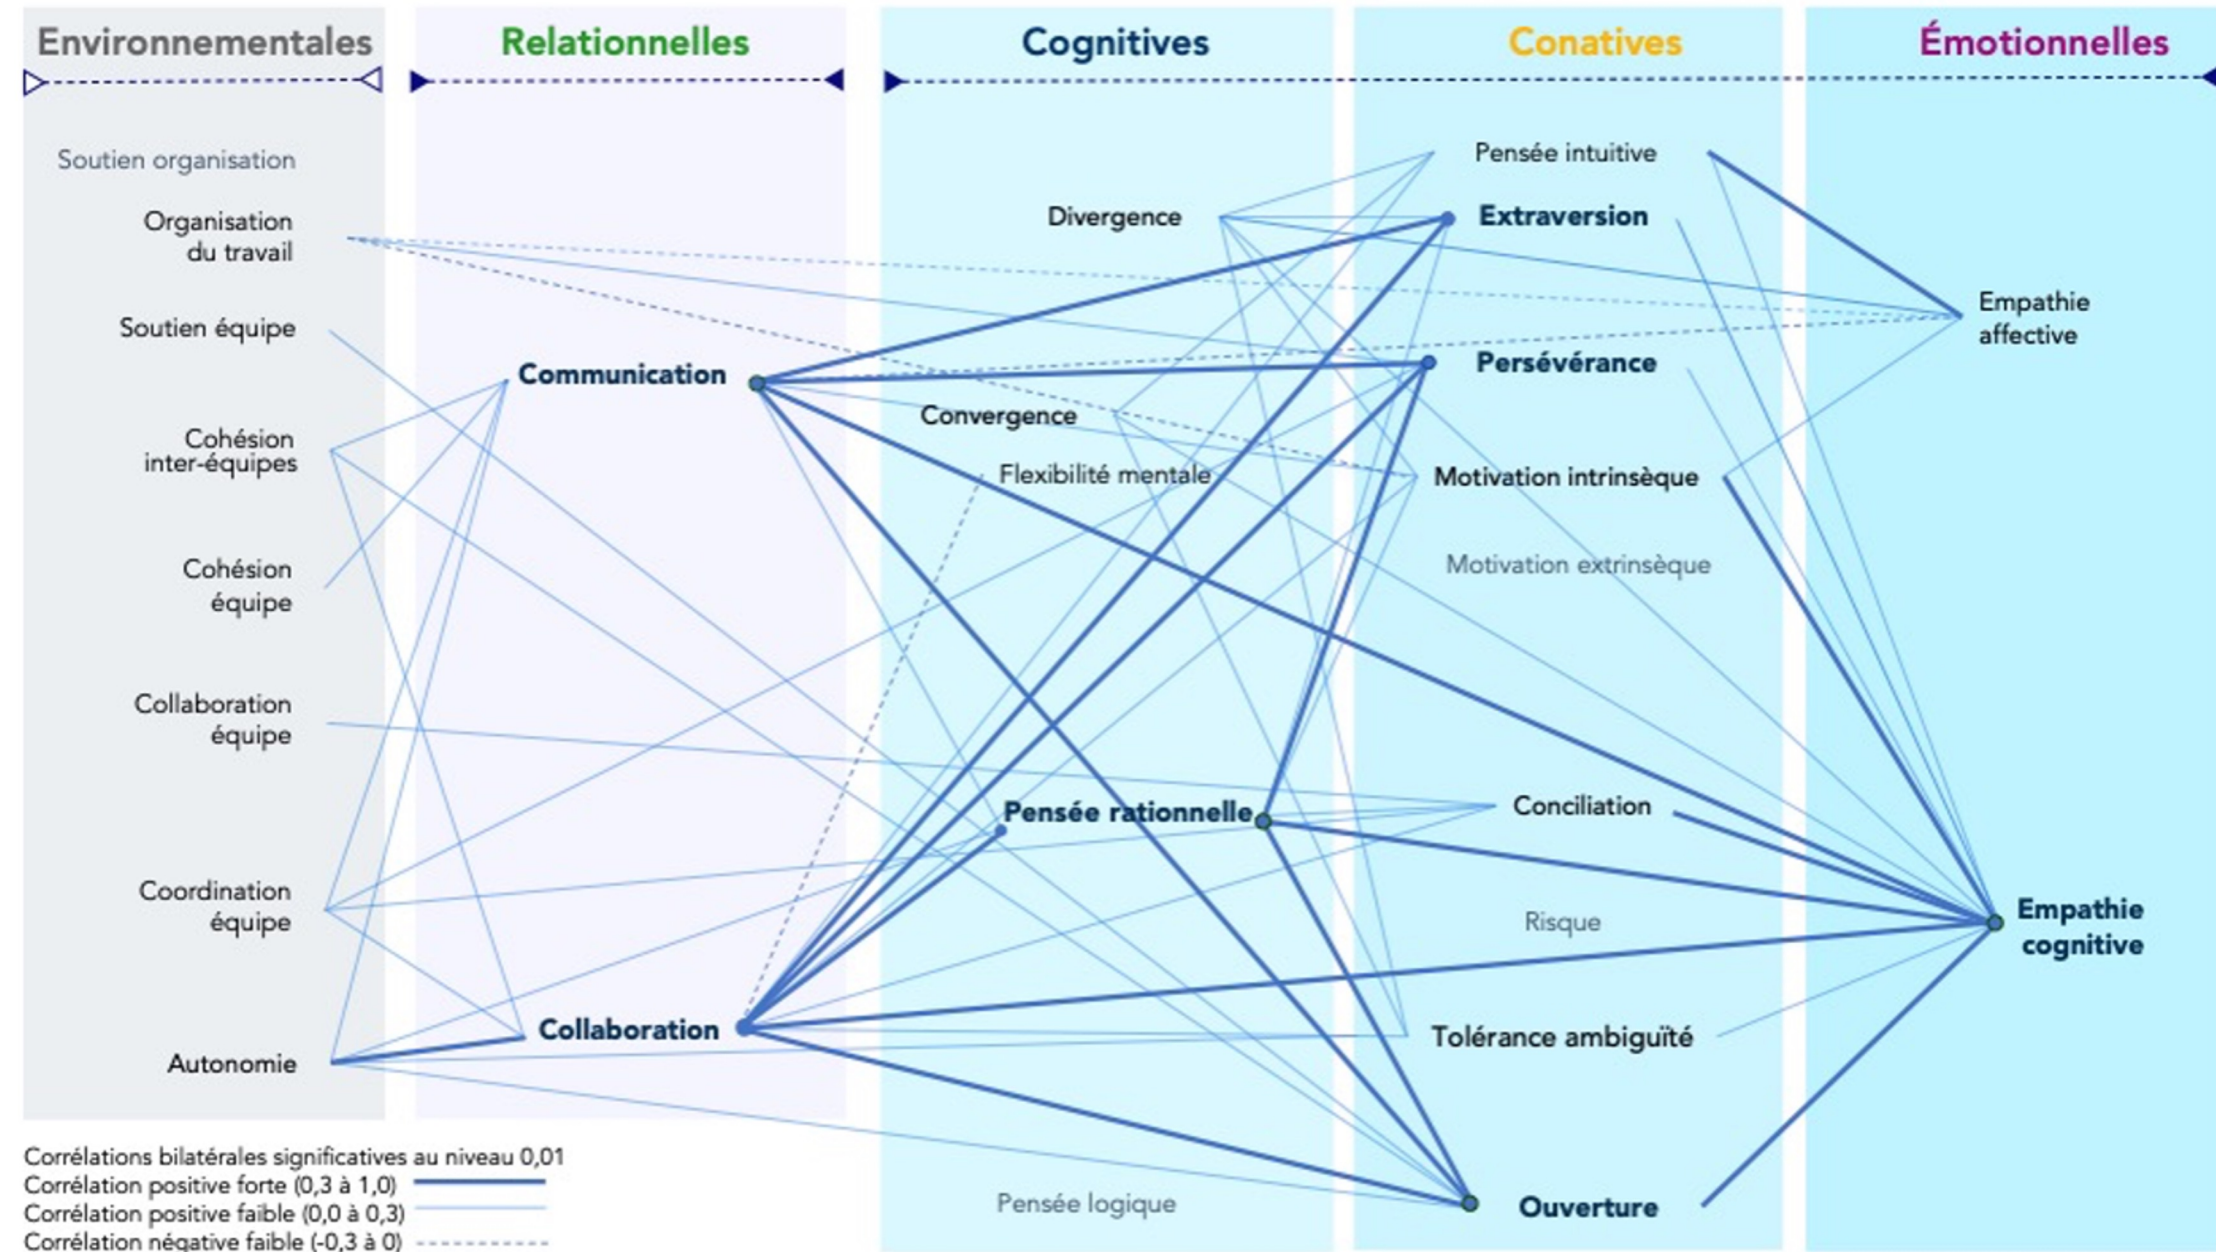 Environnementales
Relationnelles
Cognitives
Conatives
Émotionnelles
Soutien organisation
Organisation
du travail
Soutien équipe
Cohésion
inter-équipes
Cohésion
équipe
Collaboration
équipe
Coordination
équipe
Autonomie
Communication
Collaboration
Divergence
Convergence
Flexibilité mentale
Pensée rationnelle
Pensée logique
Pensée intuitive
Extraversion
Persévérance
Motivation intrinsèque
Motivation extrinsèque
Conciliation
Risque
Tolérance ambiguïté
Ouverture
Empathie
affective
Empathie
cognitive
Corrélations bilatérales significatives au niveau 0,01
Corrélation positive forte (0,3 à 1,0)
Corrélation positive faible (0,0 à 0,3)
Corrélation négative faible (-0,3 à 0)